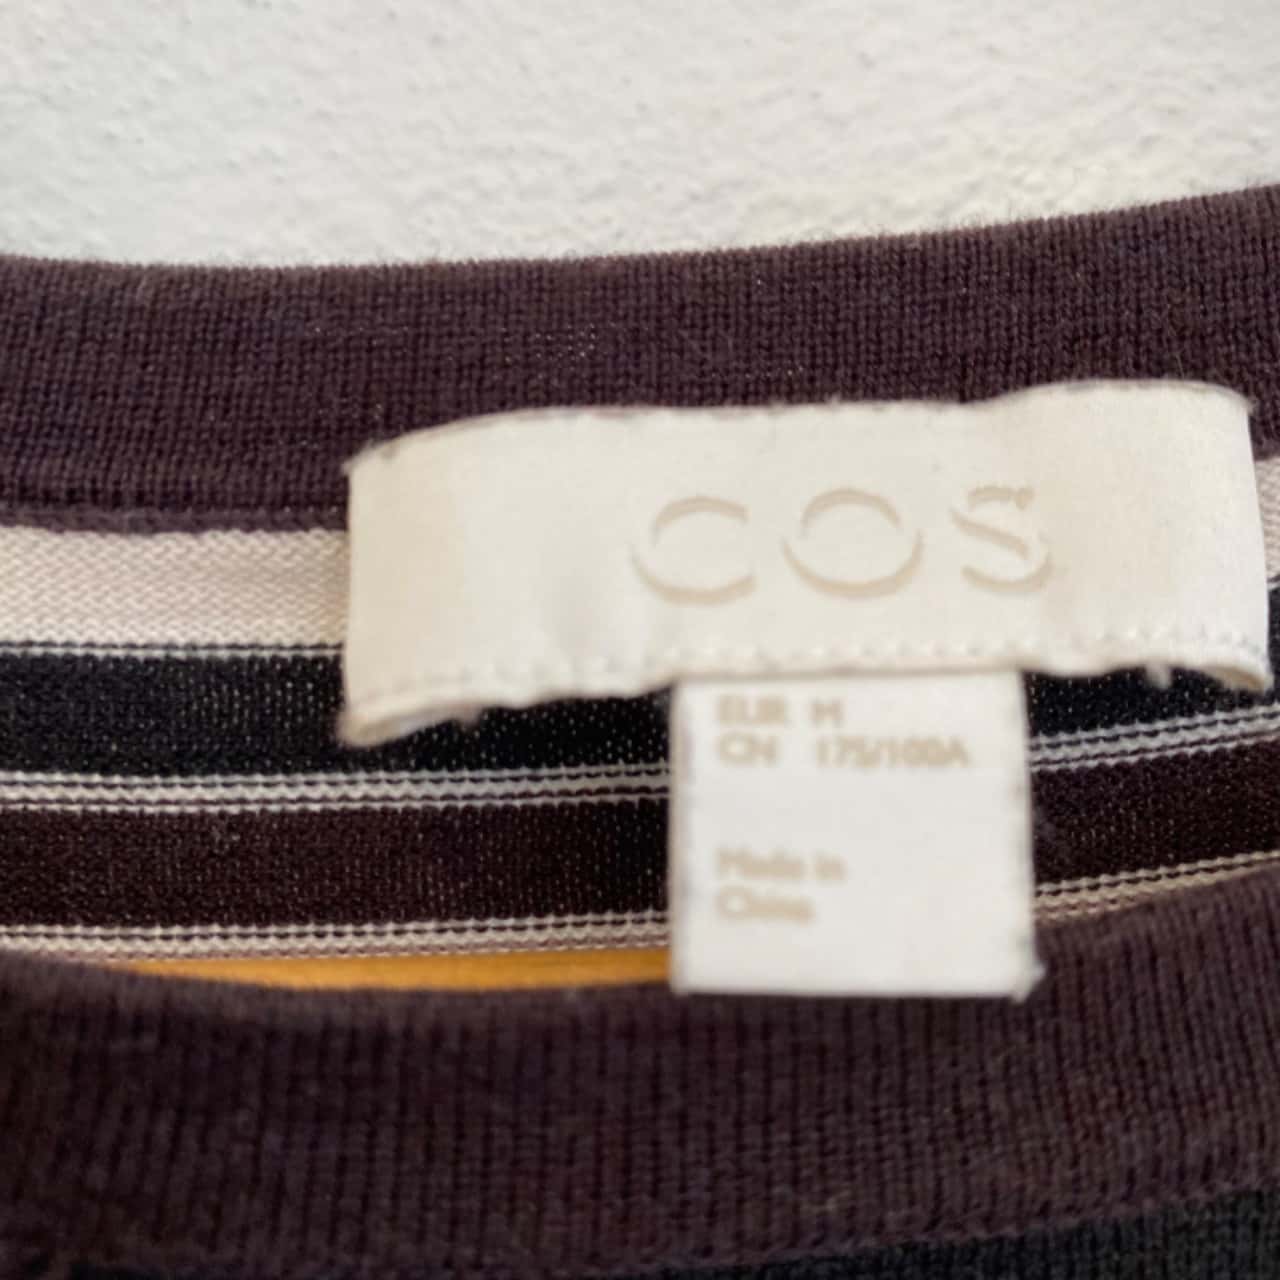 COS
EUR M
CN 175/100A
Made in
China